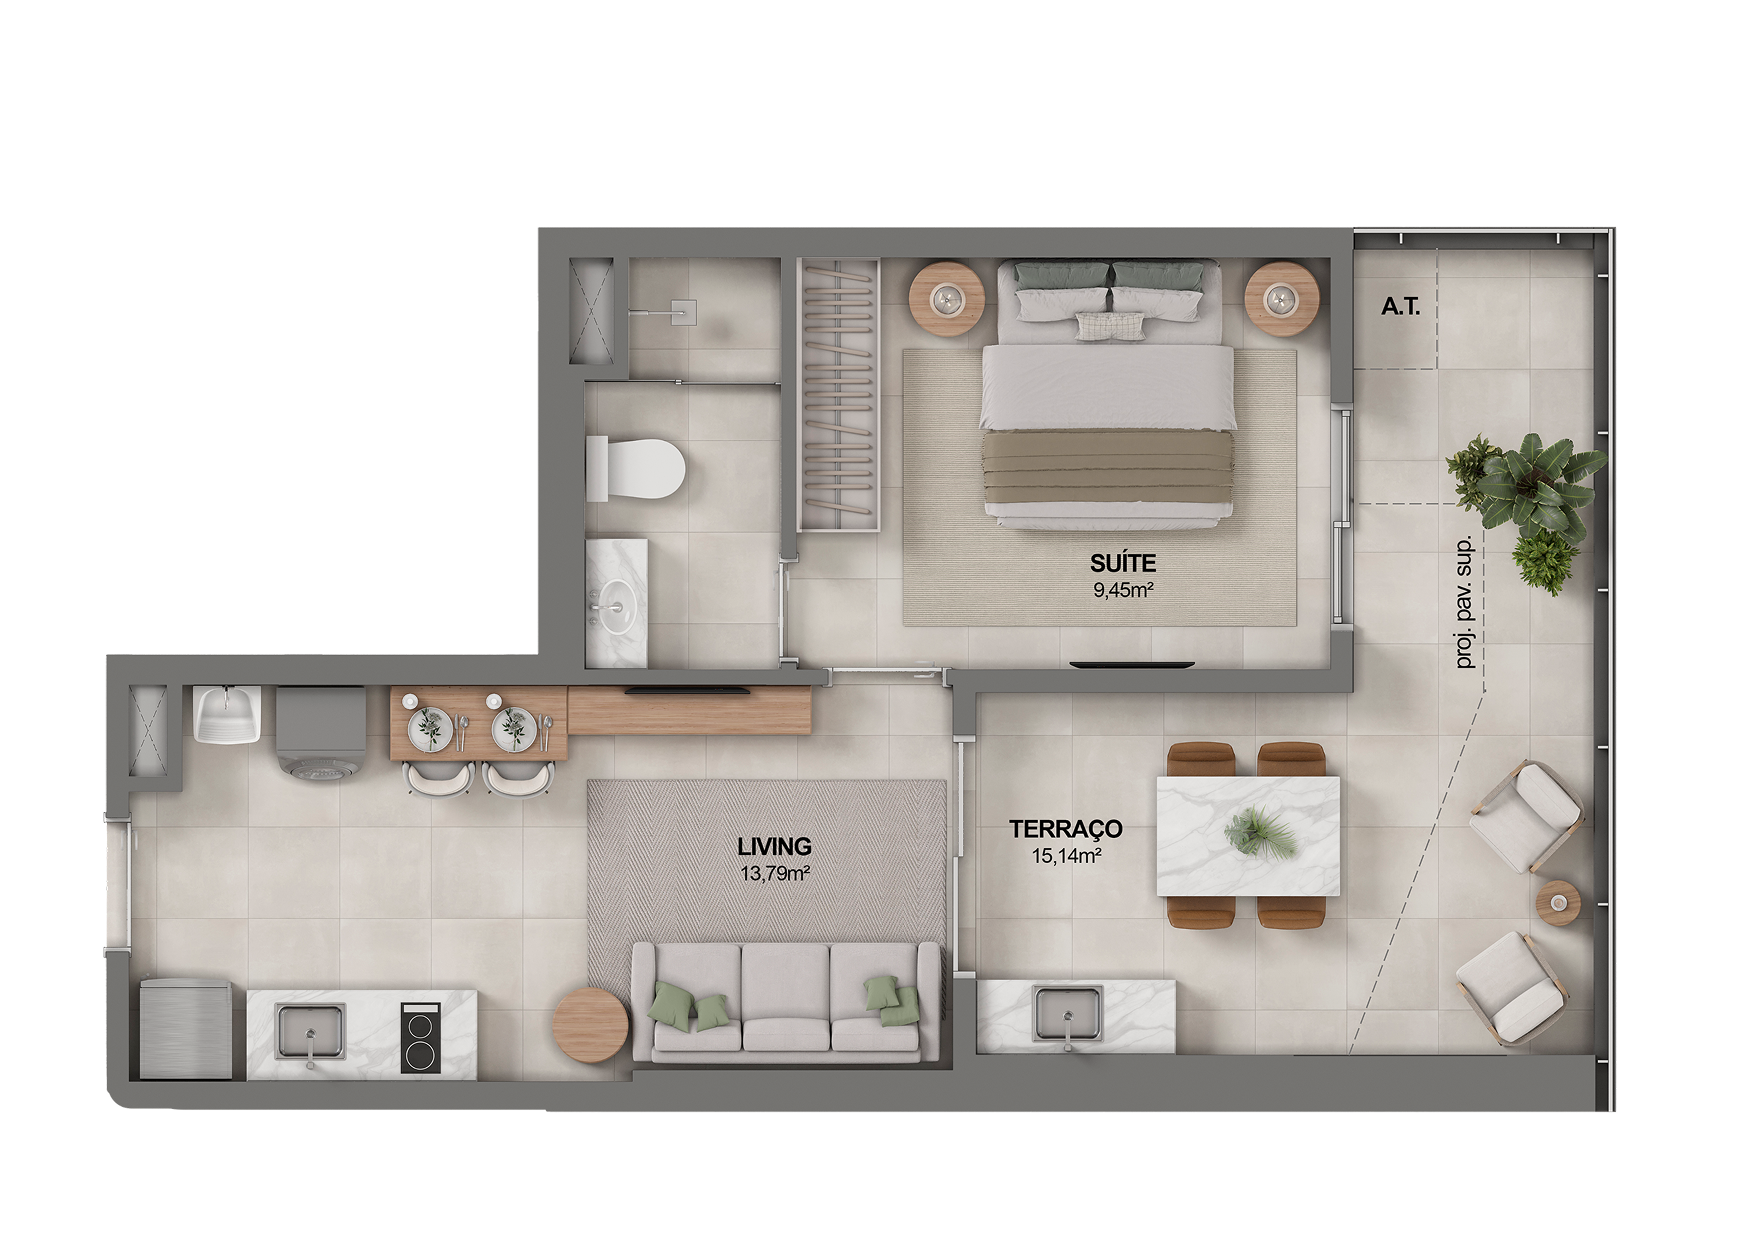 A.T.
SUÍTE
9,45m²
proj. pav. sup.
LIVING
13,79m²
TERRAÇO
15,14m²